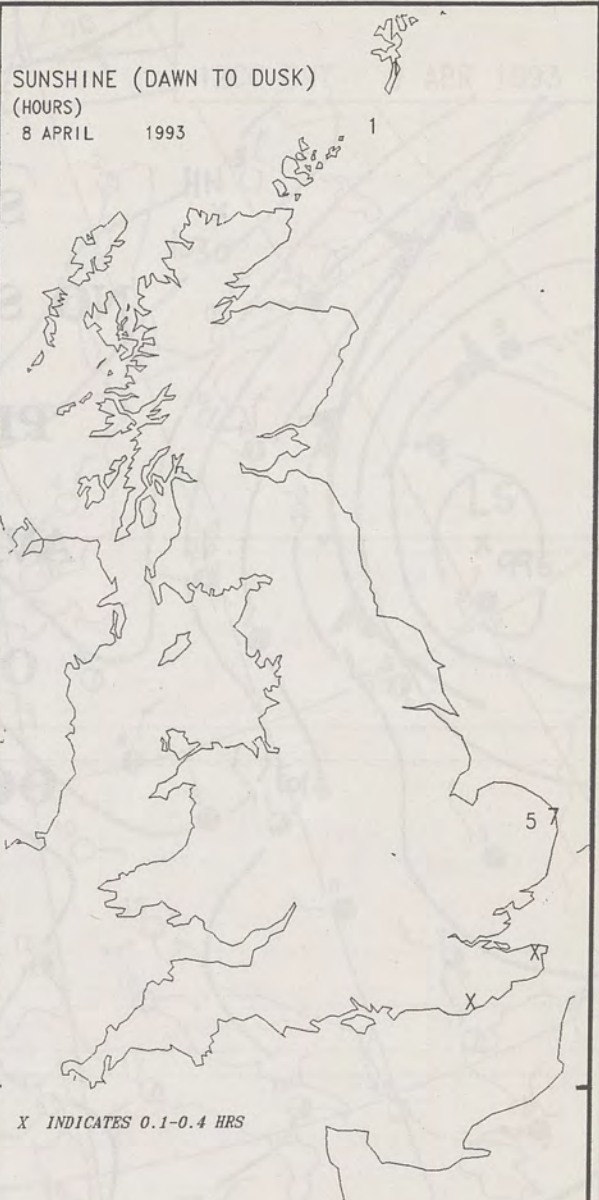 SUNSHINE (DAWN TO DUSK)
(HOURS)
8 APRIL 1993
1
5 7
X
X
X INDICATES 0.1-0.4 HRS